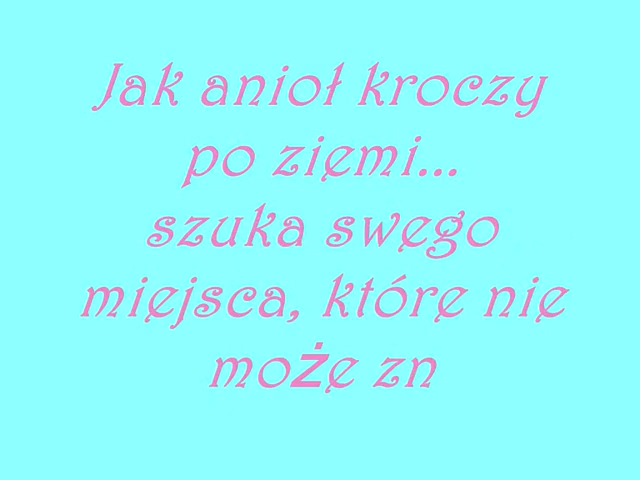 Jak anioł kroczy
po ziemi...
szuka swego
miejsca, które nie
może zn